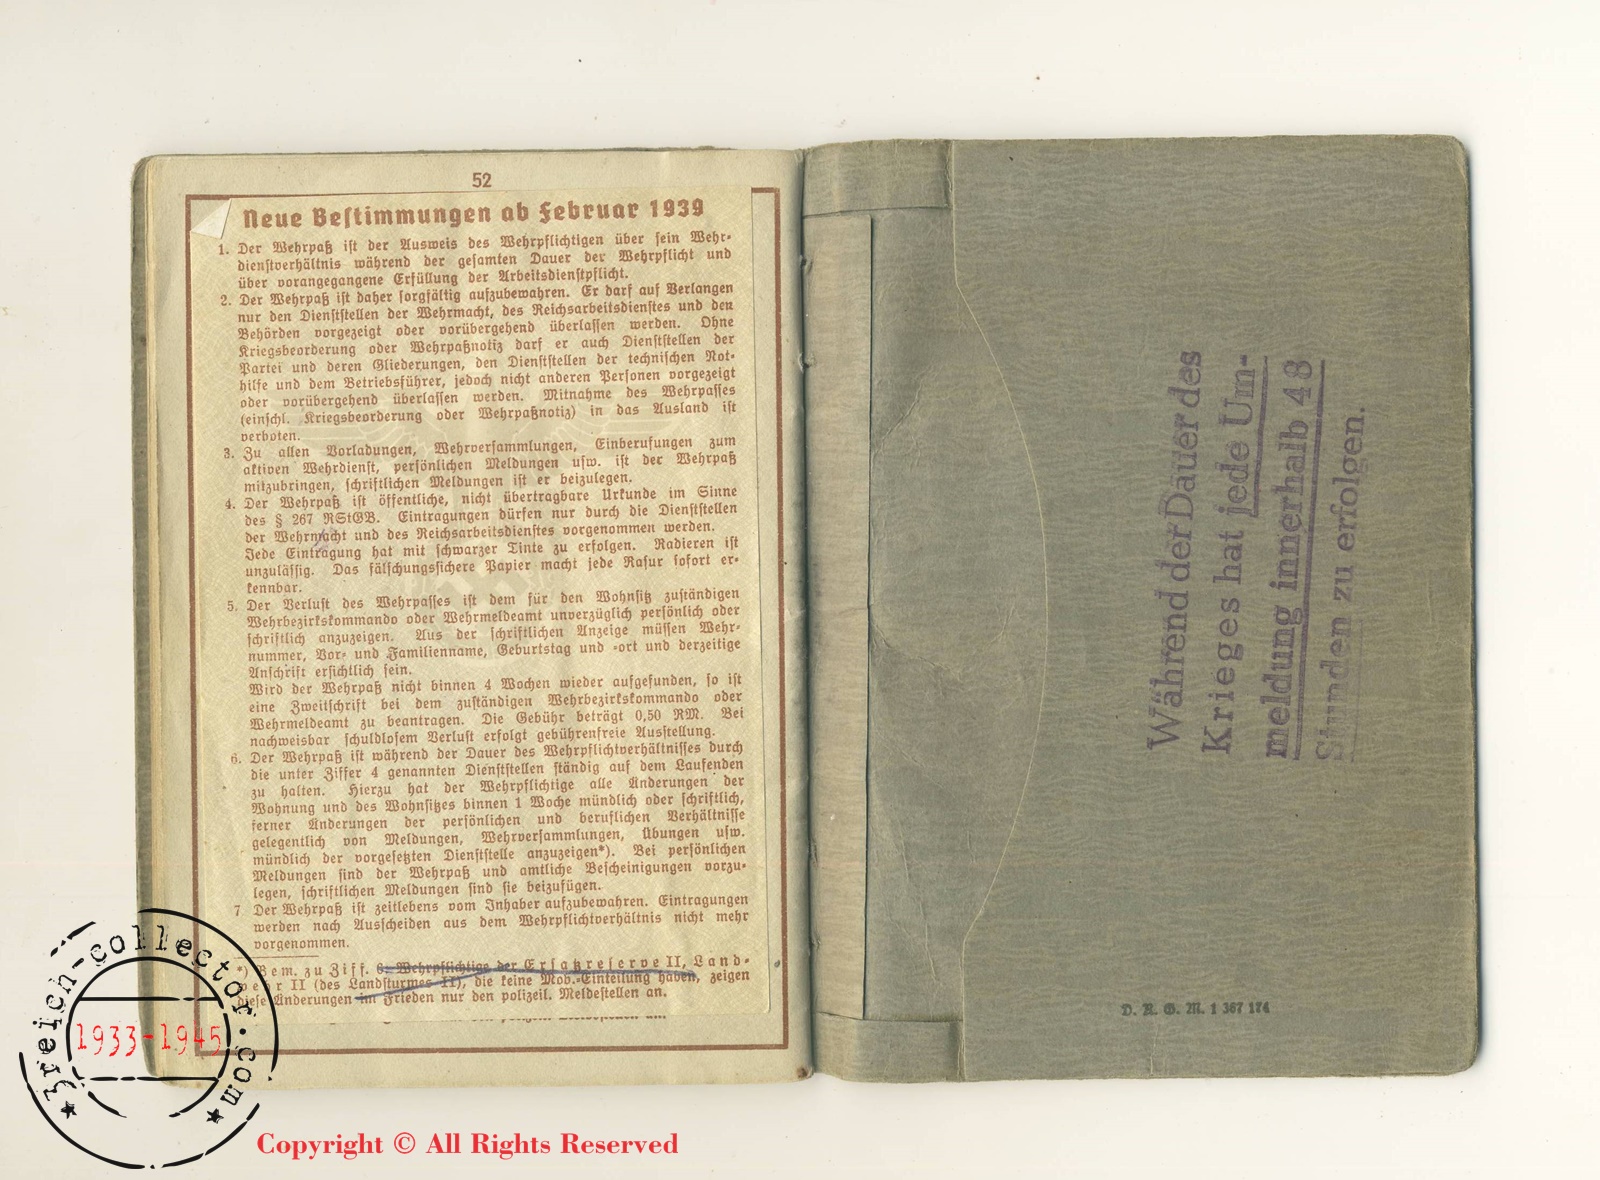 52
Neue Bestimmungen ab Februar 1939
1. Der Wehrpaß ist der Ausweis des Wehrpflichtigen über sein Wehr-
dienstverhältnis während der gesamten Dauer der Wehrpflicht und
über vorangegangene Erfüllung der Arbeitsdienstpflicht.
2. Der Wehrpaß ist daher sorgfältig aufzubewahren. Er darf auf Verlangen
nur den Dienststellen der Wehrmacht, des Reichsarbeitsdienstes und den
Behörden vorgezeigt oder vorübergehend überlassen werden. Ohne
Kriegsbeorderung oder Wehrpaßnotiz darf er auch Dienststellen der
Partei und deren Gliederungen, den Dienststellen der technischen Not-
hilfe und dem Betriebsführer, jedoch nicht anderen Personen vorgezeigt
oder vorübergehend überlassen werden. Mitnahme des Wehrpasses
(einschl. Kriegsbeorderung oder Wehrpaßnotiz) in das Ausland ist
verboten.
3. Zu allen Vorladungen, Wehrversammlungen, Einberufungen zum
aktiven Wehrdienst, persönlichen Meldungen usw. ist der Wehrpaß
mitzubringen, schriftlichen Meldungen ist er beizulegen.
4. Der Wehrpaß ist öffentliche, nicht übertragbare Urkunde im Sinne
des § 267 RStGB. Eintragungen dürfen nur durch die Dienststellen
der Wehrmacht und des Reichsarbeitsdienstes vorgenommen werden.
Jede Eintragung hat mit schwarzer Tinte zu erfolgen. Radieren ist
unzulässig. Das fälschungssichere Papier macht jede Rasur sofort er-
kennbar.
5. Der Verlust des Wehrpasses ist dem für den Wohnsitz zuständigen
Wehrbezirkskommando oder Wehrmeldeamt unverzüglich persönlich oder
schriftlich anzuzeigen. Aus der schriftlichen Anzeige müssen Wehr-
nummer, Vor- und Familienname, Geburtstag und -ort und derzeitige
Anschrift ersichtlich sein.
Wird der Wehrpaß nicht binnen 4 Wochen wieder aufgefunden, so ist
eine Zweitschrift bei dem zuständigen Wehrbezirkskommando oder
Wehrmeldeamt zu beantragen. Die Gebühr beträgt 0,50 RM. Bei
nachweisbar schuldlosem Verlust erfolgt gebührenfreie Ausstellung.
6. Der Wehrpaß ist während der Dauer des Wehrpflichtverhältnisses durch
die unter Ziffer 4 genannten Dienststellen ständig auf dem Laufenden
zu halten. Hierzu hat der Wehrpflichtige alle Änderungen der
Wohnung und des Wohnsitzes binnen 1 Woche mündlich oder schriftlich,
ferner Änderungen der persönlichen und beruflichen Verhältnisse
gelegentlich von Meldungen, Wehrversammlungen, Übungen usw.
mündlich der vorgesetzten Dienststelle anzuzeigen*). Bei persönlichen
Meldungen sind der Wehrpaß und amtliche Bescheinigungen vorzu-
legen, schriftlichen Meldungen sind sie beizufügen.
7 Der Wehrpaß ist zeitlebens vom Inhaber aufzubewahren. Eintragungen
werden nach Ausscheiden aus dem Wehrpflichtverhältnis nicht mehr
vorgenommen.
*) Bem. zu Ziff. 6. Wehrpflichtige der Ersatzreserve II, Land-
wehr II (des Landsturmes II), die keine Mob.-Einteilung haben, zeigen
diese Änderungen im Frieden nur den polizeil. Meldestellen an.
Während der Dauer des
Krieges hat jede Um-
meldung innerhalb 48
Stunden zu erfolgen.
D. R. G. M. 1 367 174
3reich-collector.com
1933-1945
Copyright © All Rights Reserved